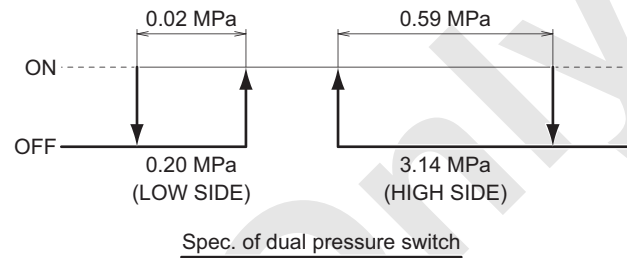 0.02 MPa
0.59 MPa
ON
OFF
0.20 MPa
(LOW SIDE)
3.14 MPa
(HIGH SIDE)
Spec. of dual pressure switch